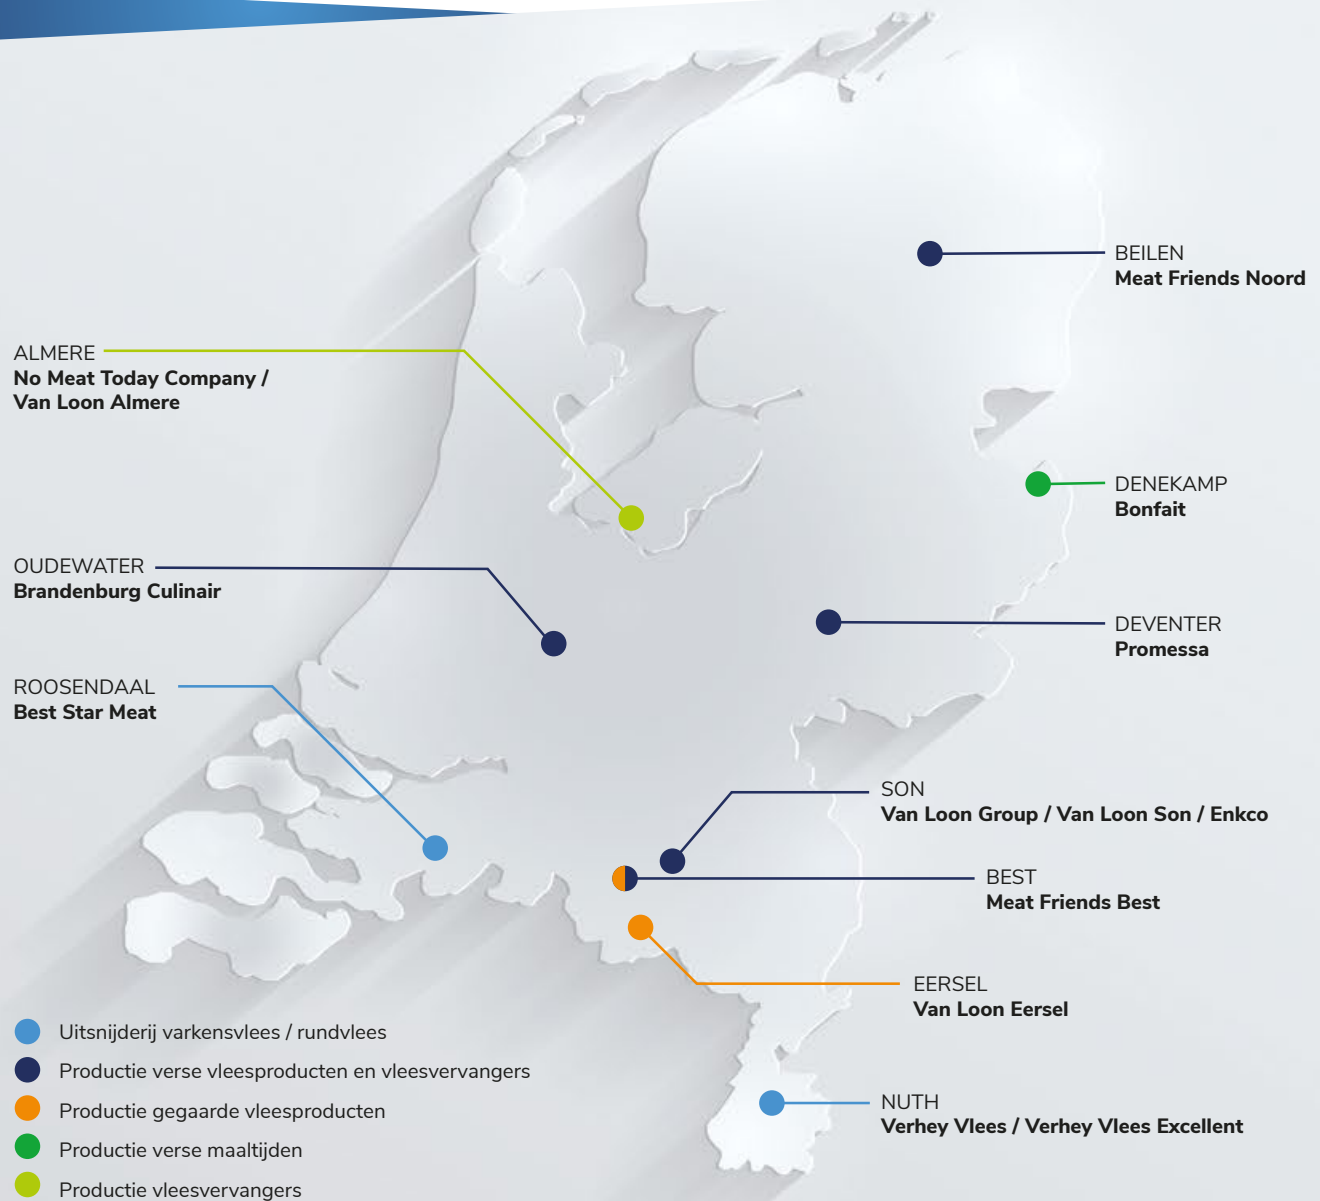 BEILEN
Meat Friends Noord
ALMERE
No Meat Today Company /
Van Loon Almere
DENEKAMP
Bonfait
OUDEWATER
Brandenburg Culinair
DEVENTER
Promessa
ROOSENDAAL
Best Star Meat
SON
Van Loon Group / Van Loon Son / Enkco
BEST
Meat Friends Best
EERSEL
Van Loon Eersel
NUTH
Verhey Vlees / Verhey Vlees Excellent
Uitsnijderij varkensvlees / rundvlees
Productie verse vleesproducten en vleesvervangers
Productie gegaarde vleesproducten
Productie verse maaltijden
Productie vleesvervangers